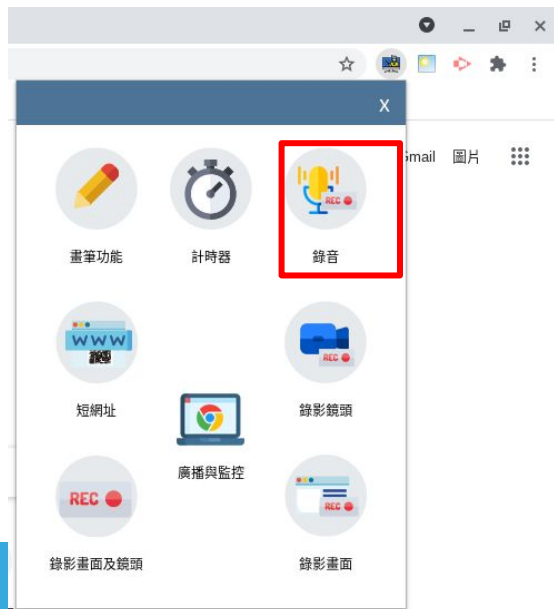 X
Gmail 圖片
REC
畫筆功能 計時器 錄音
WWW
REC
短網址 錄影鏡頭
廣播與監控
REC
REC
錄影畫面及鏡頭 錄影畫面